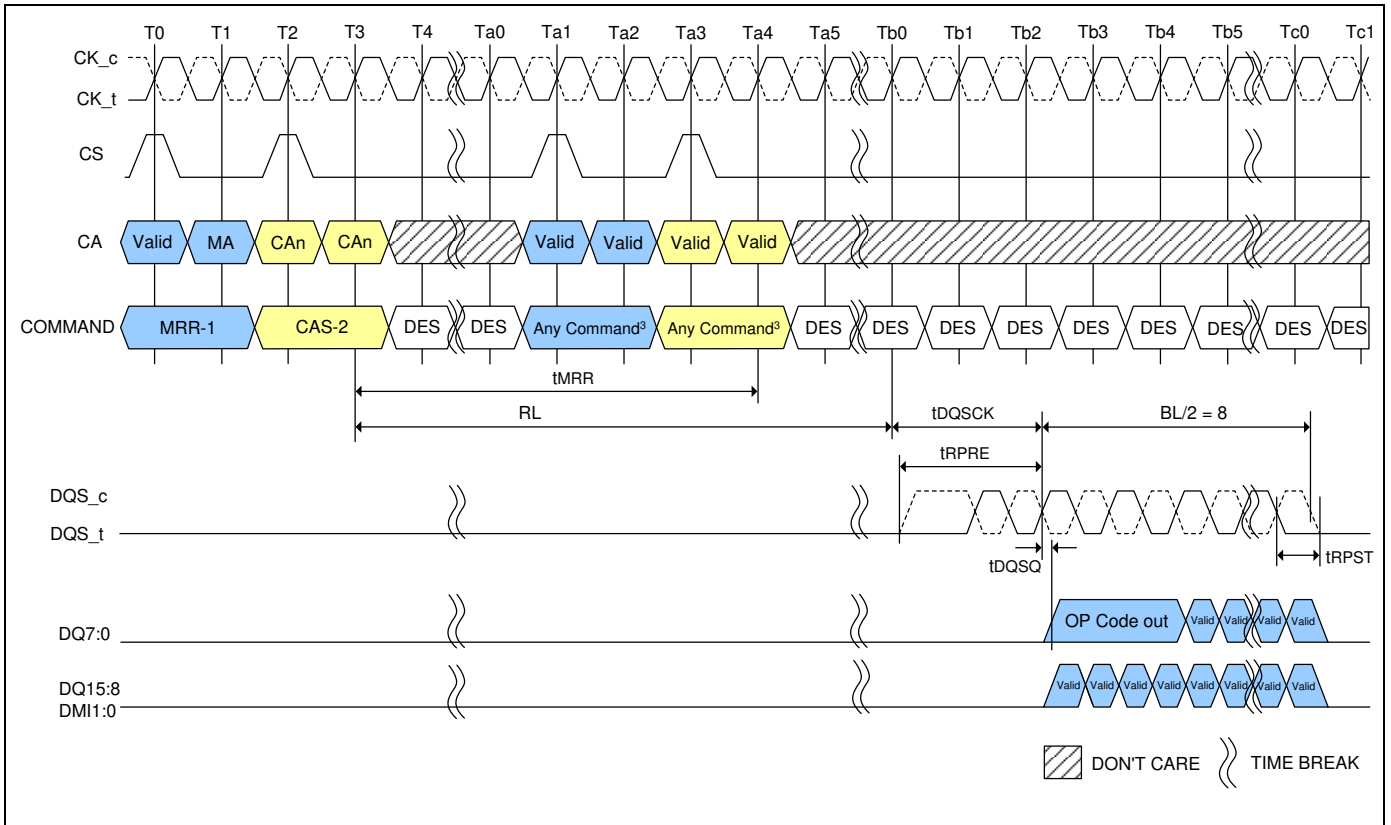 T0 T1 T2 T3 T4 Ta0 Ta1 Ta2 Ta3 Ta4 Ta5 Tb0 Tb1 Tb2 Tb3 Tb4 Tb5 Tc0 Tc1
CK_c
CK_t
CS
CA Valid MA CAn CAn Valid Valid Valid Valid
COMMAND MRR-1 CAS-2 DES DES Any Command³ Any Command³ DES DES DES DES DES DES DES DES DES
tMRR
RL tDQSCK BL/2 = 8
tRPRE
DQS_c
DQS_t
tDQSQ tRPST
DQ7:0 OP Code out Valid Valid Valid Valid
DQ15:8 Valid Valid Valid Valid Valid Valid Valid Valid
DMI1:0
DON'T CARE TIME BREAK